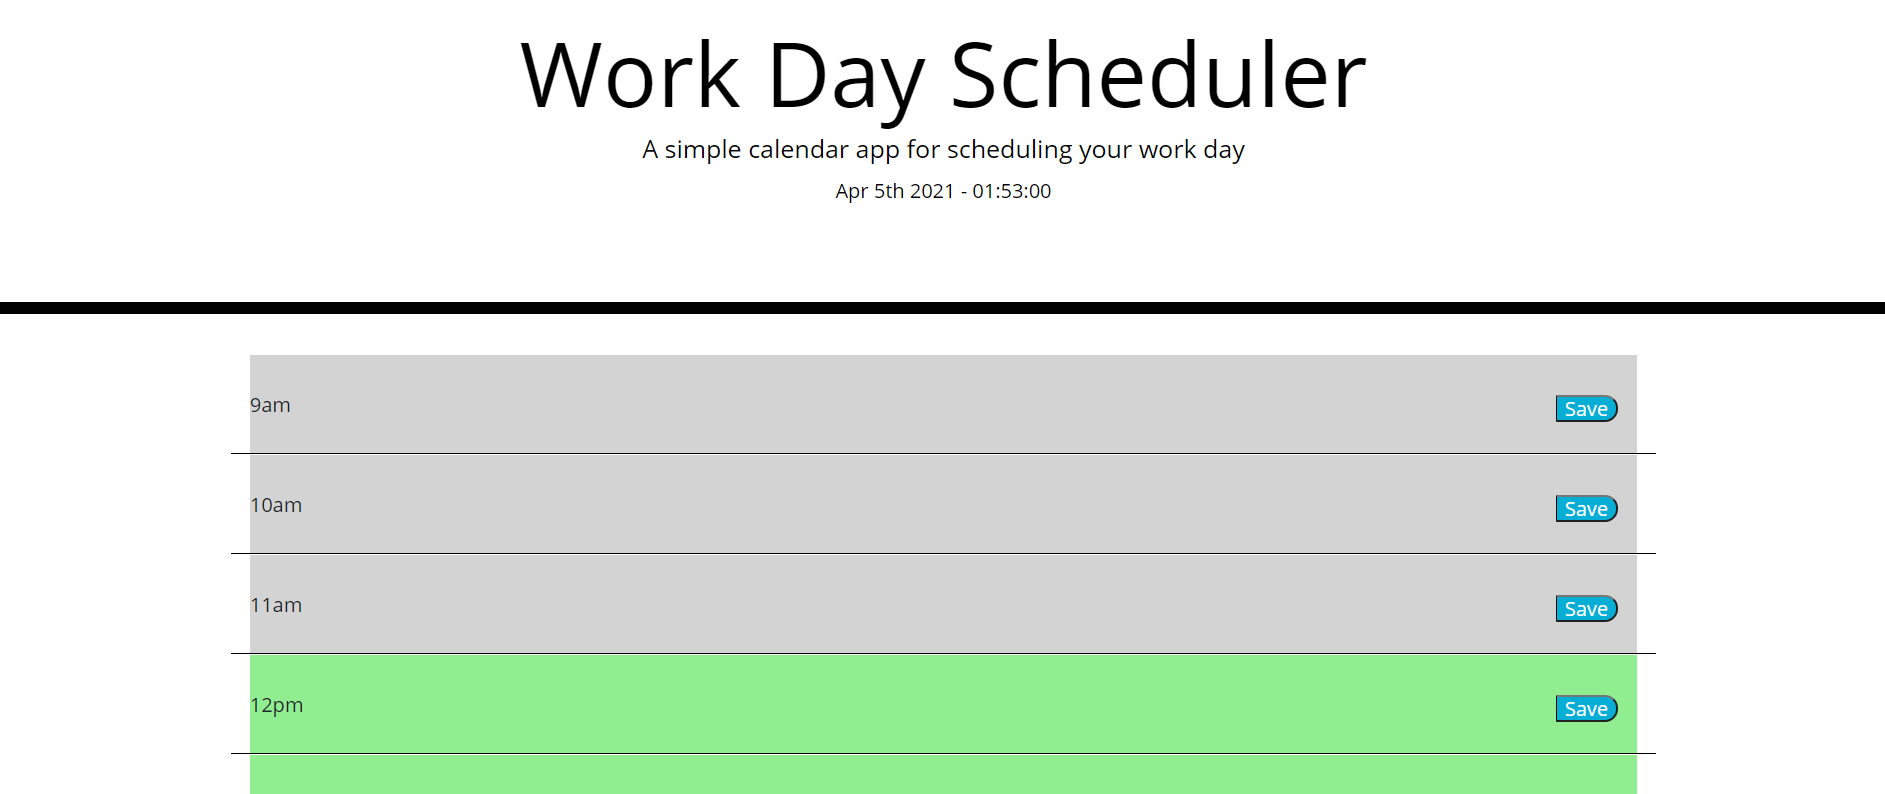 Work Day Scheduler
A simple calendar app for scheduling your work day
Apr 5th 2021 - 01:53:00
9am Save
10am Save
11am Save
12pm Save